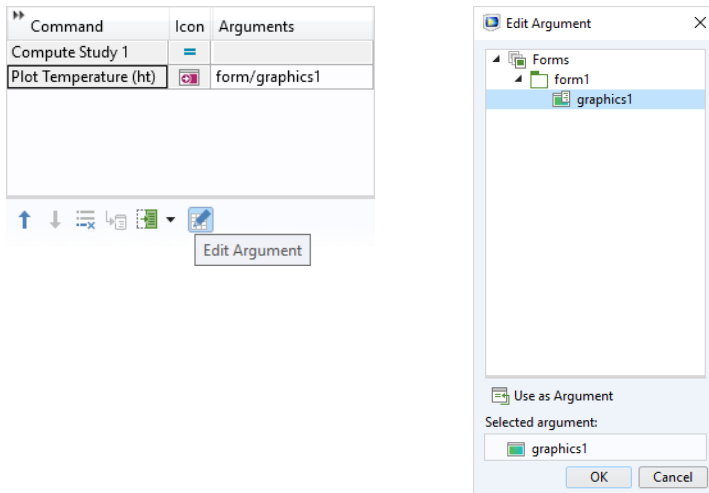 Command Icon Arguments
Compute Study 1
Plot Temperature (ht) form/graphics1
Edit Argument
Edit Argument
Forms
form1
graphics1
Use as Argument
Selected argument:
graphics1
OK Cancel